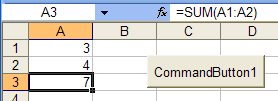 A3 fx =SUM(A1:A2)
A B C D
1 3
2 4 CommandButton1
3 7